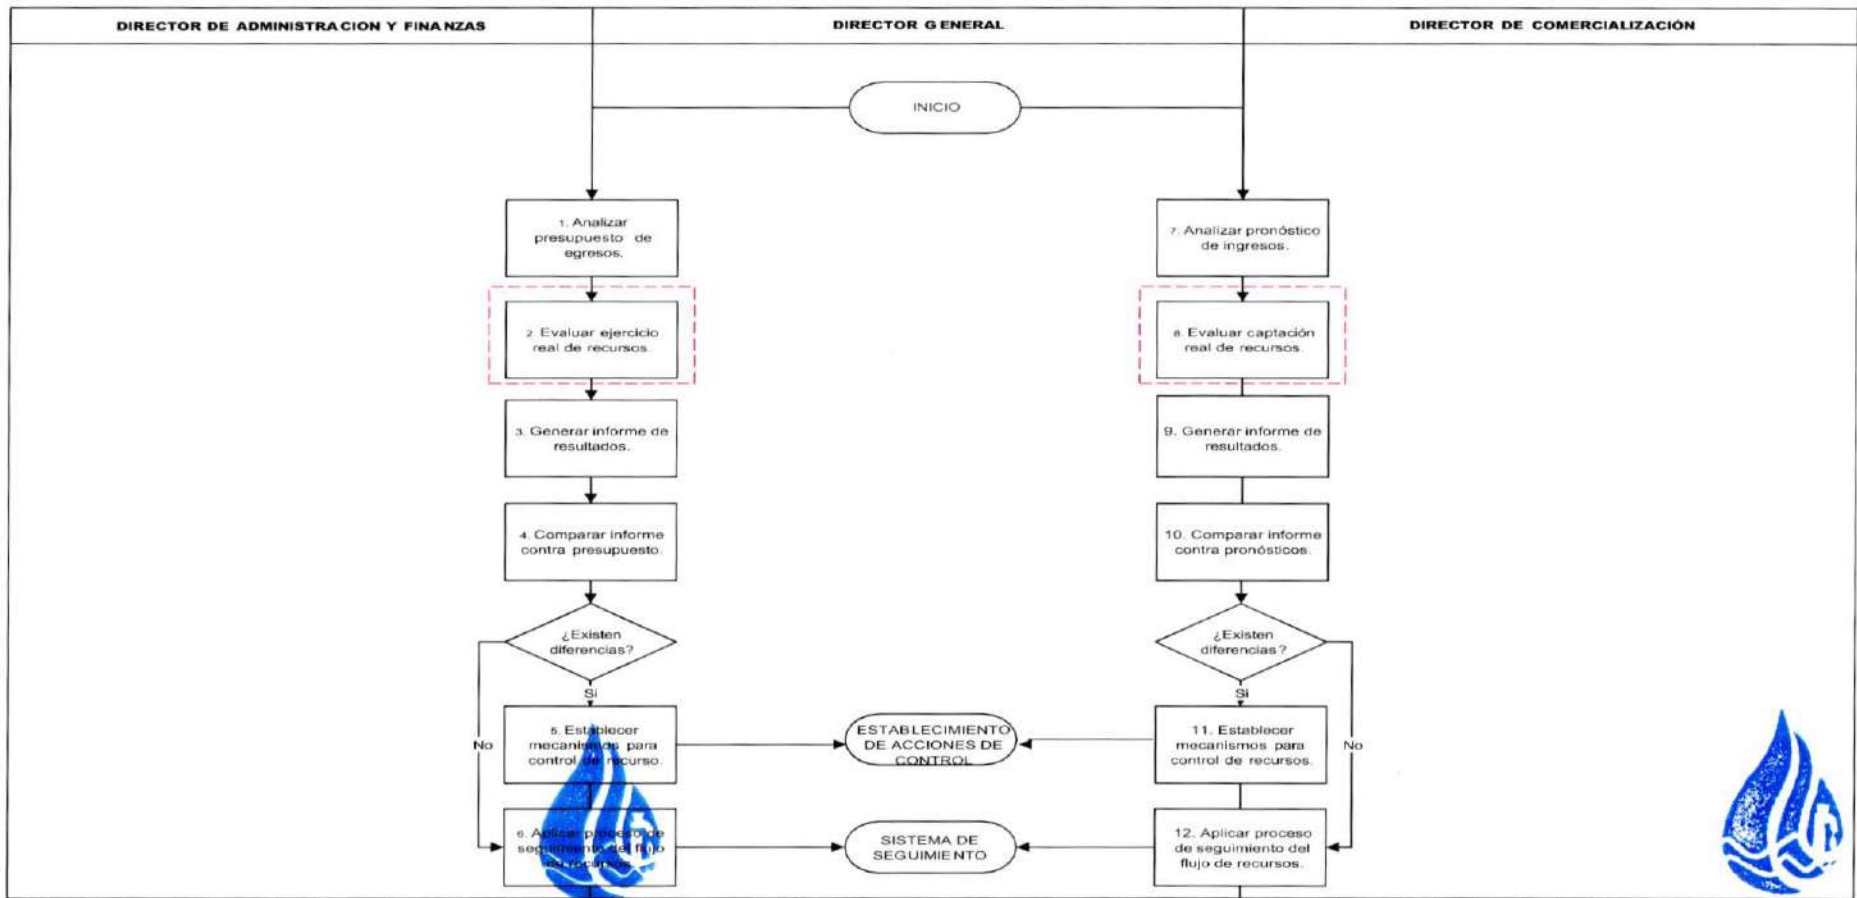 DIRECTOR DE ADMINISTRACION Y FINANZAS
DIRECTOR GENERAL
DIRECTOR DE COMERCIALIZACIÓN
INICIO
1. Analizar
presupuesto de
egresos.
7. Analizar pronóstico
de ingresos.
2 Evaluar ejercicio
real de recursos.
8. Evaluar captación
real de recursos.
3. Generar informe de
resultados.
9. Generar informe de
resultados.
4. Comparar informe
contra presupuesto.
10. Comparar informe
contra pronósticos.
¿Existen
diferencias?
¿Existen
diferencias?
Si
Si
No
5. Establecer
mecanismos para
control de recurso.
ESTABLECIMIENTO
DE ACCIONES DE
CONTROL
11. Establecer
mecanismos para
control de recursos.
No
6. Aplicar proceso de
seguimiento del flujo
de recursos.
SISTEMA DE
SEGUIMIENTO
12. Aplicar proceso
de seguimiento del
flujo de recursos.